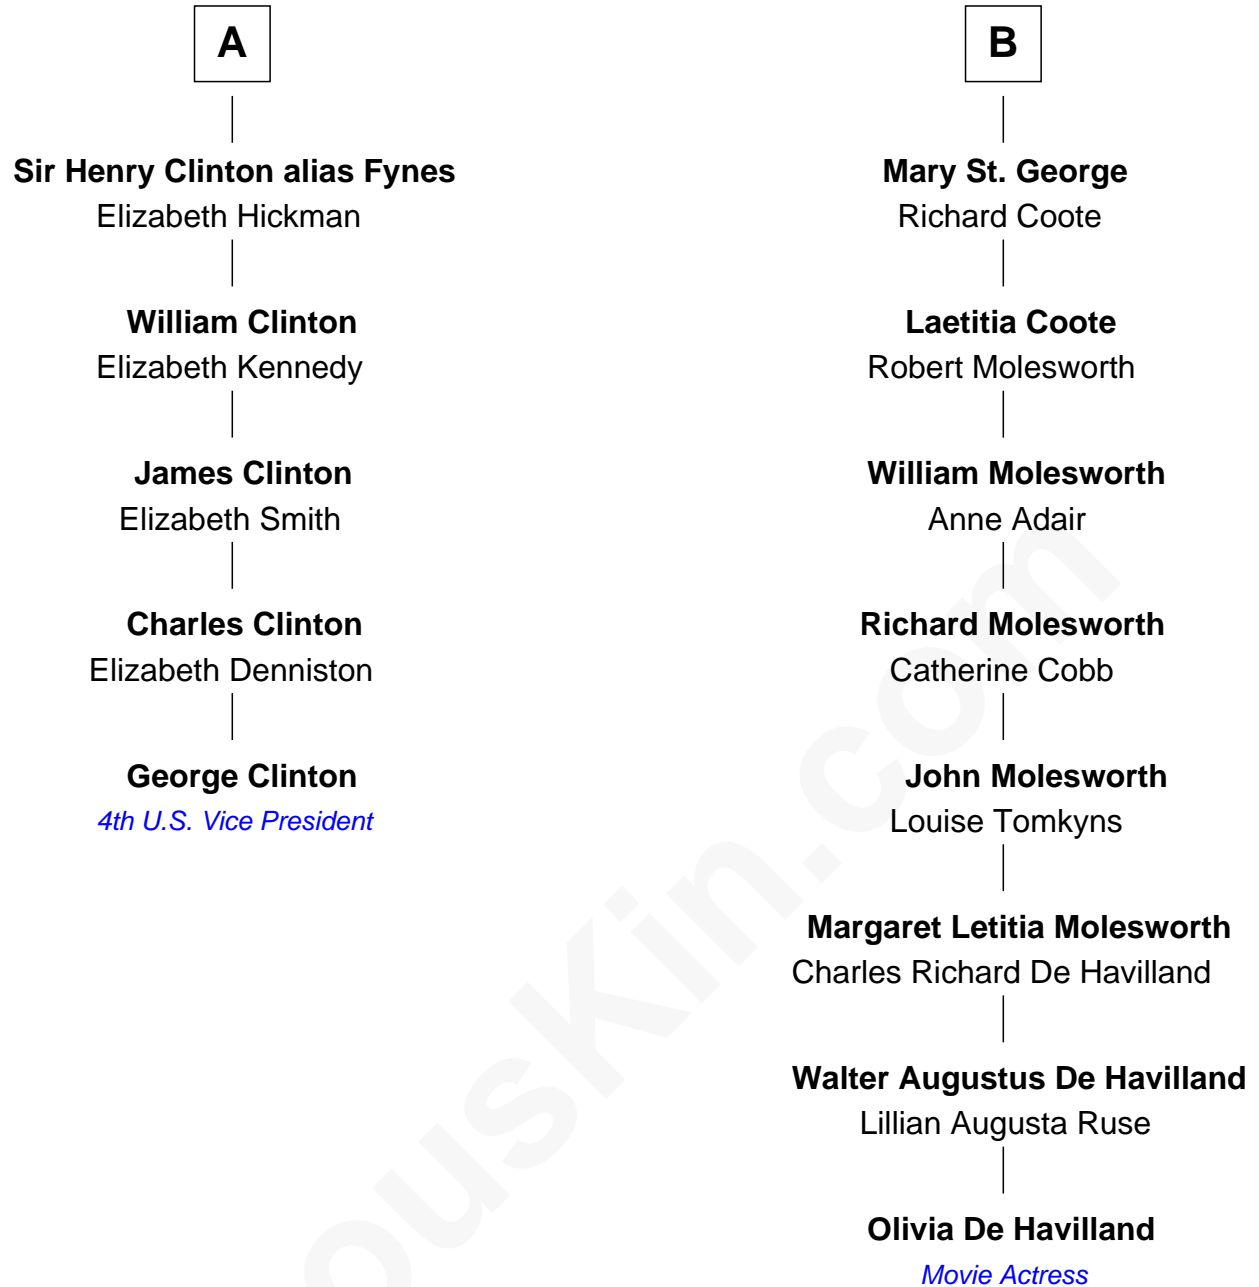 A
Sir Henry Clinton alias Fynes
Elizabeth Hickman
William Clinton
Elizabeth Kennedy
James Clinton
Elizabeth Smith
Charles Clinton
Elizabeth Denniston
George Clinton
4th U.S. Vice President
B
Mary St. George
Richard Coote
Laetitia Coote
Robert Molesworth
William Molesworth
Anne Adair
Richard Molesworth
Catherine Cobb
John Molesworth
Louise Tomkyns
Margaret Letitia Molesworth
Charles Richard De Havilland
Walter Augustus De Havilland
Lillian Augusta Ruse
Olivia De Havilland
Movie Actress
ousKin.com